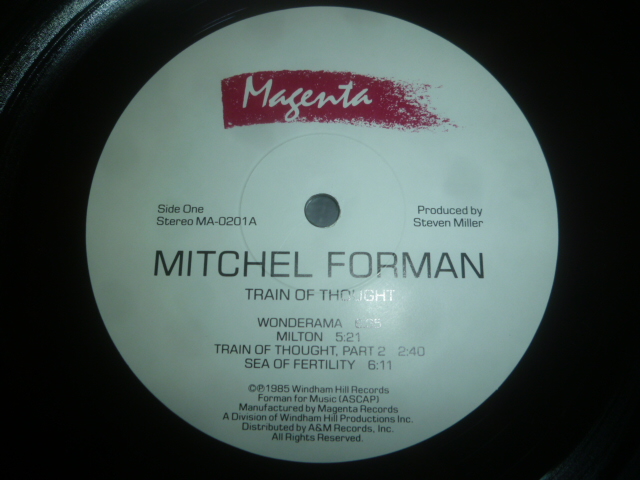 Magenta
Side One
Stereo MA-0201A
Produced by
Steven Miller
MITCHEL FORMAN
TRAIN OF THOUGHT
WONDERAMA
MILTON 5:21
TRAIN OF THOUGHT, PART 2 2:40
SEA OF FERTILITY 6:11
©℗1985 Windham Hill Records
Forman for Music (ASCAP)
Manufactured by Magenta Records
A Division of Windham Hill Productions Inc.
Distributed by A&M Records, Inc.
All Rights Reserved.